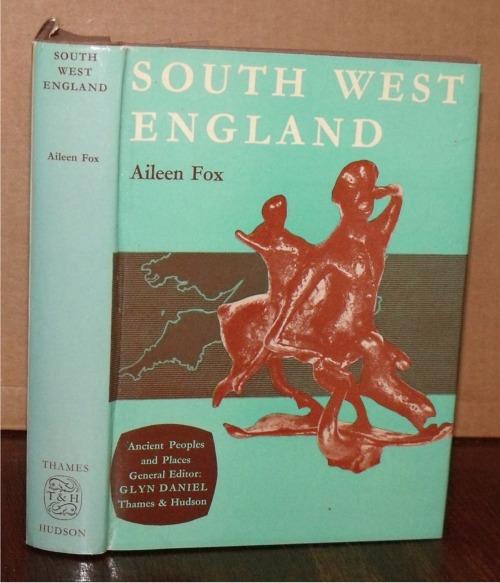 SOUTH
WEST
ENGLAND
Aileen Fox
THAMES
T & H
HUDSON
SOUTH WEST
ENGLAND
Aileen Fox
Ancient Peoples
and Places
General Editor:
GLYN DANIEL
Thames & Hudson